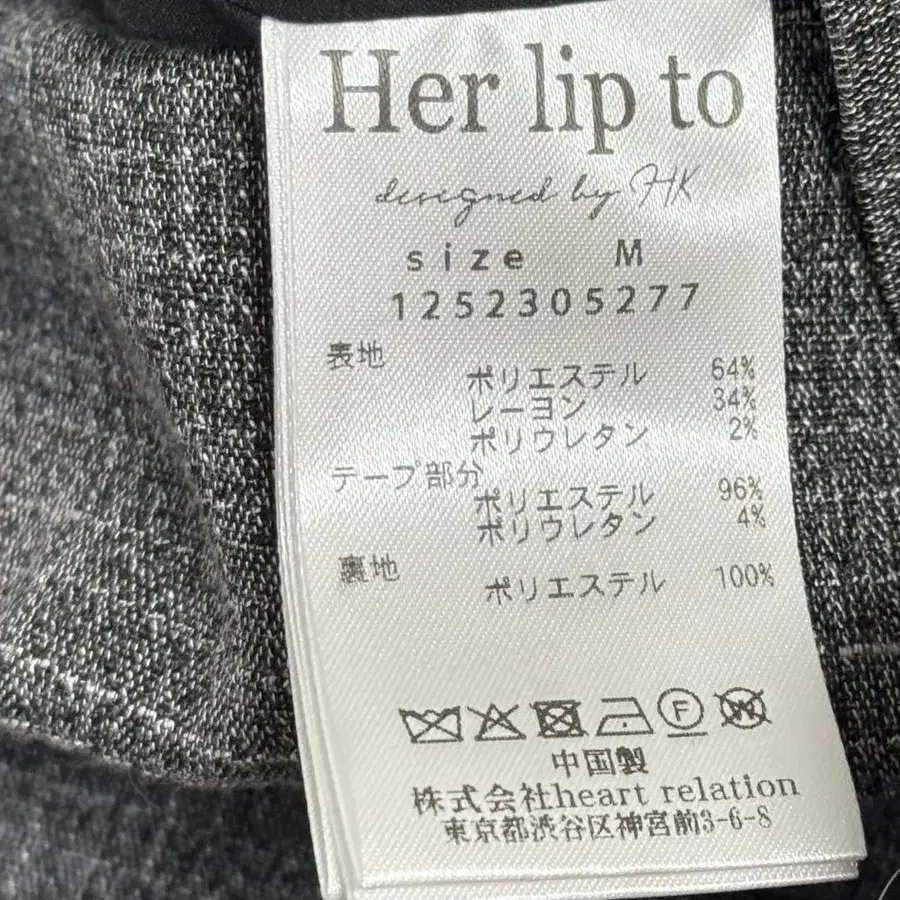 Her lip to
designed by HK
size M
1252305277
表地
ポリエステル 64%
レーヨン 34%
ポリウレタン 2%
テープ部分
ポリエステル 96%
ポリウレタン 4%
裏地
ポリエステル 100%
F
W
中国製
株式会社heart relation
東京都渋谷区神宮前3-6-8